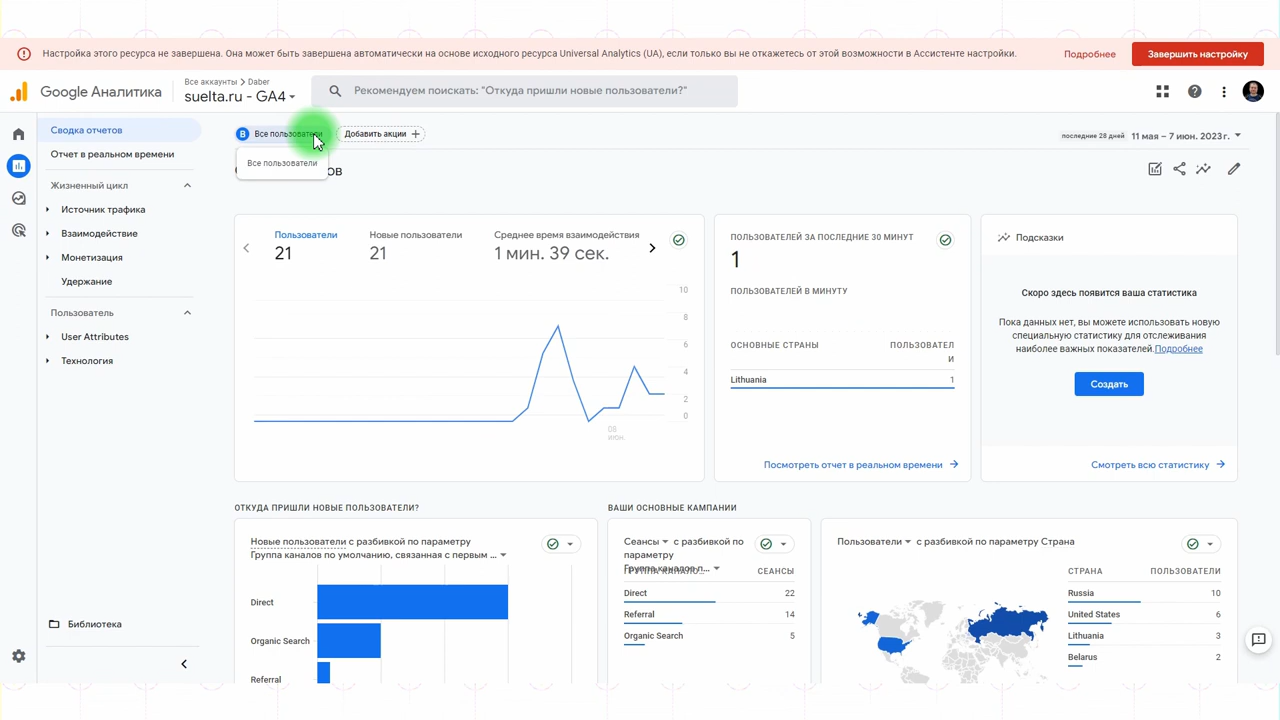 Настройка этого ресурса не завершена. Она может быть завершена автоматически на основе исходного ресурса Universal Analytics (UA), если только вы не откажетесь от этой возможности в Ассистенте настройки.
Подробнее
Завершить настройку
Google Аналитика
Все аккаунты > Daber
suelta.ru - GA4
Рекомендуем поискать: "Откуда пришли новые пользователи?"
Сводка отчетов
Отчет в реальном времени
Жизненный цикл
Источник трафика
Взаимодействие
Монетизация
Удержание
Пользователь
User Attributes
Технология
Библиотека
В Все пользователи
Добавить акции +
Все пользователи
ов
последние 28 дней 11 мая – 7 июн. 2023 г.
Пользователи
21
Новые пользователи
21
Среднее время взаимодействия
1 мин. 39 сек.
10
8
6
4
2
0
08
июн.
ПОЛЬЗОВАТЕЛЕЙ ЗА ПОСЛЕДНИЕ 30 МИНУТ
1
ПОЛЬЗОВАТЕЛЕЙ В МИНУТУ
ОСНОВНЫЕ СТРАНЫ
ПОЛЬЗОВАТЕЛ
И
Lithuania 1
Посмотреть отчет в реальном времени
Подсказки
Скоро здесь появится ваша статистика
Пока данных нет, вы можете использовать новую
специальную статистику для отслеживания
наиболее важных показателей.Подробнее
Создать
Смотреть всю статистику
ОТКУДА ПРИШЛИ НОВЫЕ ПОЛЬЗОВАТЕЛИ?
Новые пользователи с разбивкой по параметру
Группа каналов по умолчанию, связанная с первым ...
Direct
Organic Search
Referral
ВАШИ ОСНОВНЫЕ КАМПАНИИ
Сеансы с разбивкой по
параметру
Группа каналов п...
СЕАНСЫ
Direct 22
Referral 14
Organic Search 5
Пользователи с разбивкой по параметру Страна
СТРАНА ПОЛЬЗОВАТЕЛИ
Russia 10
United States 6
Lithuania 3
Belarus 2